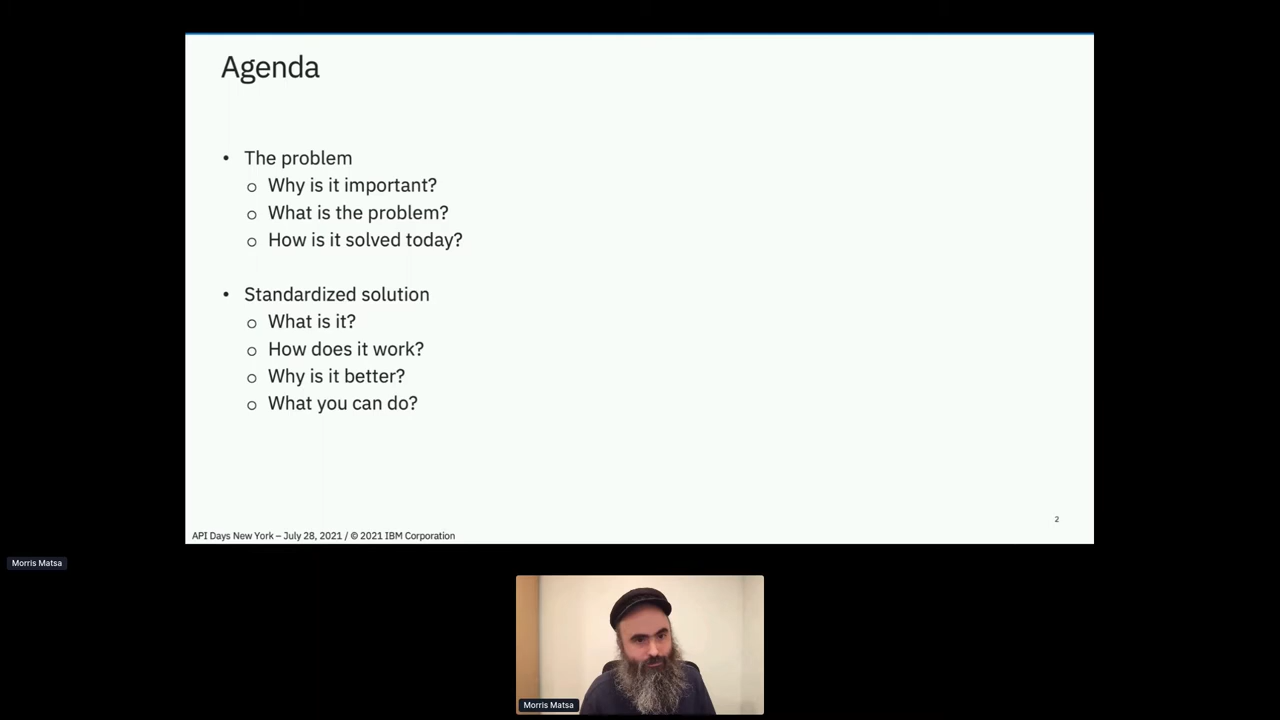 Agenda
• The problem
o Why is it important?
o What is the problem?
o How is it solved today?
• Standardized solution
o What is it?
o How does it work?
o Why is it better?
o What you can do?
2
API Days New York – July 28, 2021 / © 2021 IBM Corporation
Morris Matsa
Morris Matsa